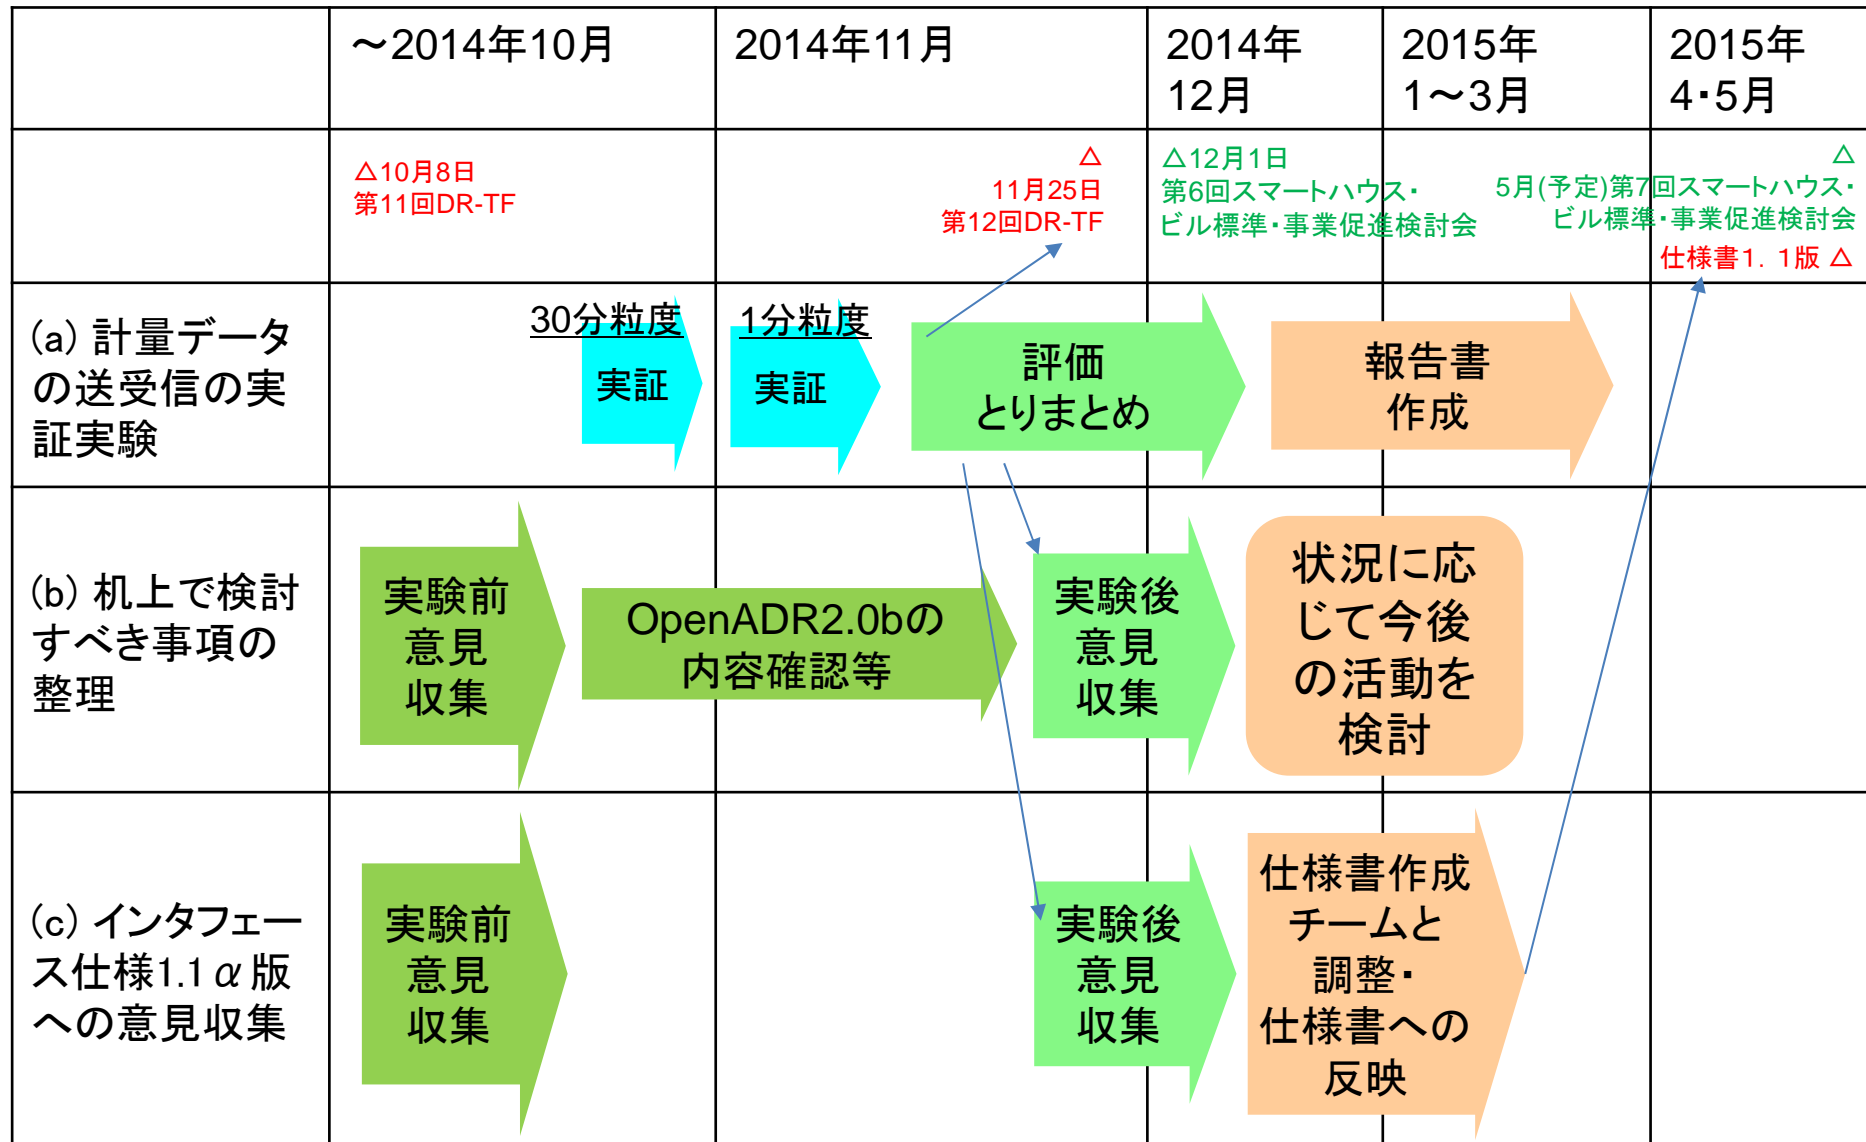 ～2014年10月
2014年11月
2014年
12月
2015年
1～3月
2015年
4・5月
△10月8日
第11回DR-TF
△
11月25日
第12回DR-TF
△12月1日
第6回スマートハウス・
ビル標準・事業促進検討会
△
5月(予定)第7回スマートハウス・
ビル標準・事業促進検討会
仕様書1．1版 △
(a) 計量データ
の送受信の実
証実験
30分粒度
実証
1分粒度
実証
評価
とりまとめ
報告書
作成
(b) 机上で検討
すべき事項の
整理
実験前
意見
収集
OpenADR2.0bの
内容確認等
実験後
意見
収集
状況に応
じて今後
の活動を
検討
(c) インタフェー
ス仕様1.1α版
への意見収集
実験前
意見
収集
実験後
意見
収集
仕様書作成
チームと
調整・
仕様書への
反映